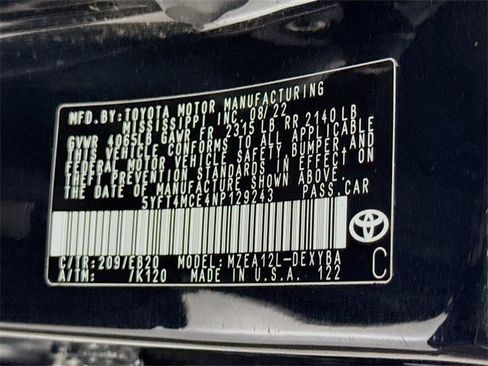 MFD. BY: TOYOTA MOTOR MANUFACTURING
MISSISSIPPI INC. 08/22
GVWR 4065LB GAWR FR 2315 LB RR 2140 LB
THIS VEHICLE CONFORMS TO ALL APPLICABLE
FEDERAL MOTOR VEHICLE SAFETY, BUMPER, AND
THEFT PREVENTION STANDARDS IN EFFECT ON
THE DATE OF MANUFACTURE SHOWN ABOVE.
5YFT4MCE4NP129243 PASS. CAR
C/TR: 209/EB20 MODEL: MZEA12L-DEXYBA
A/TM: /K120 MADE IN U.S.A. 122 C